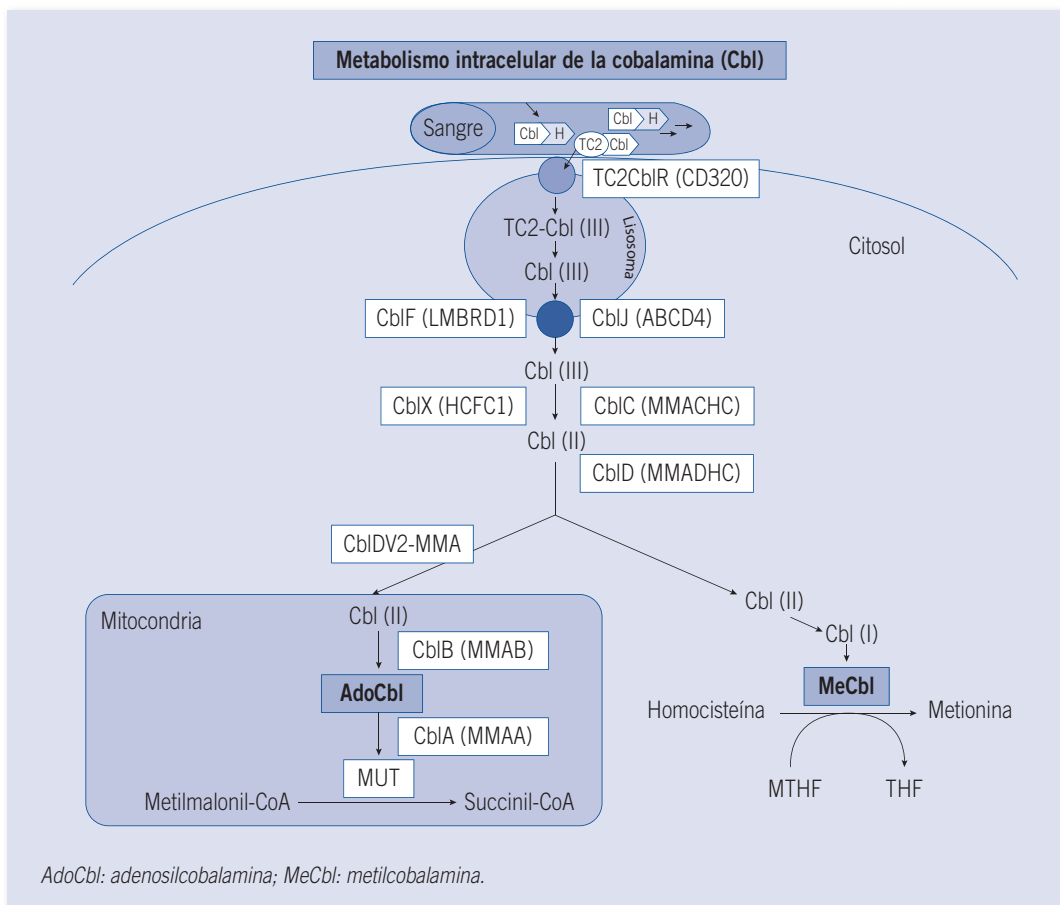 Metabolismo intracelular de la cobalamina (Cbl)
Sangre
Cbl H
Cbl H
TC2 Cbl
TC2CblR (CD320)
TC2-Cbl (III)
Lisosoma
Citosol
Cbl (III)
CblF (LMBRD1)
CblJ (ABCD4)
Cbl (III)
CblX (HCFC1)
CblC (MMACHC)
Cbl (II)
CblD (MMADHC)
CblDV2-MMA
Mitocondria
Cbl (II)
CblB (MMAB)
AdoCbl
CblA (MMAA)
MUT
Metilmalonil-CoA
Succinil-CoA
Cbl (II)
Cbl (I)
MeCbl
Homocisteína
Metionina
MTHF
THF
AdoCbl: adenosilcobalamina; MeCbl: metilcobalamina.